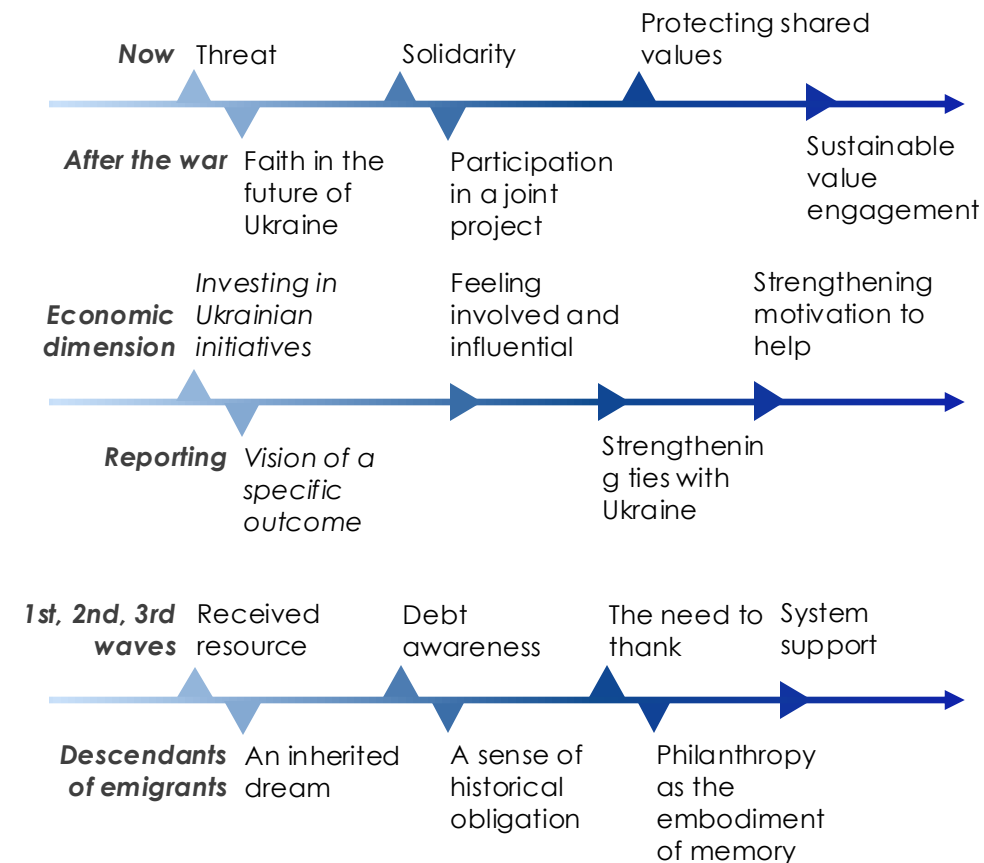 Now
Threat
Solidarity
Protecting shared
values
After the war
Faith in the
future of
Ukraine
Participation
in a joint
project
Sustainable
value
engagement
Economic
dimension
Investing in
Ukrainian
initiatives
Feeling
involved and
influential
Strengthening
motivation to
help
Reporting
Vision of a
specific
outcome
Strengthenin
g ties with
Ukraine
1st, 2nd, 3rd
waves
Received
resource
Debt
awareness
The need to
thank
System
support
Descendants
of emigrants
An inherited
dream
A sense of
historical
obligation
Philanthropy
as the
embodiment
of memory